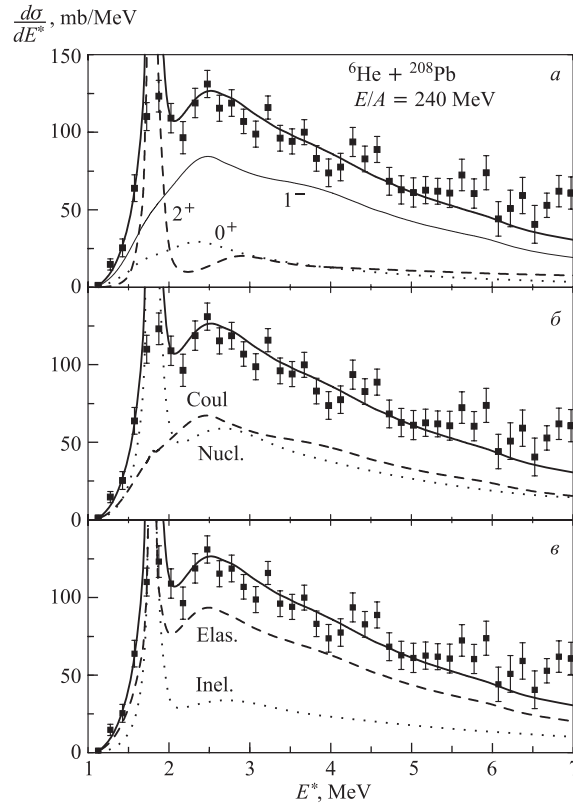 dσ/dE*, mb/MeV
150
⁶He + ²⁰⁸Pb
а
E/A = 240 MeV
100
50
2⁺
0⁺
1⁻
0
б
100
Coul
50
Nucl.
0
в
100
Elas.
50
Inel.
0
1 2 3 4 5 6 7
E*, MeV